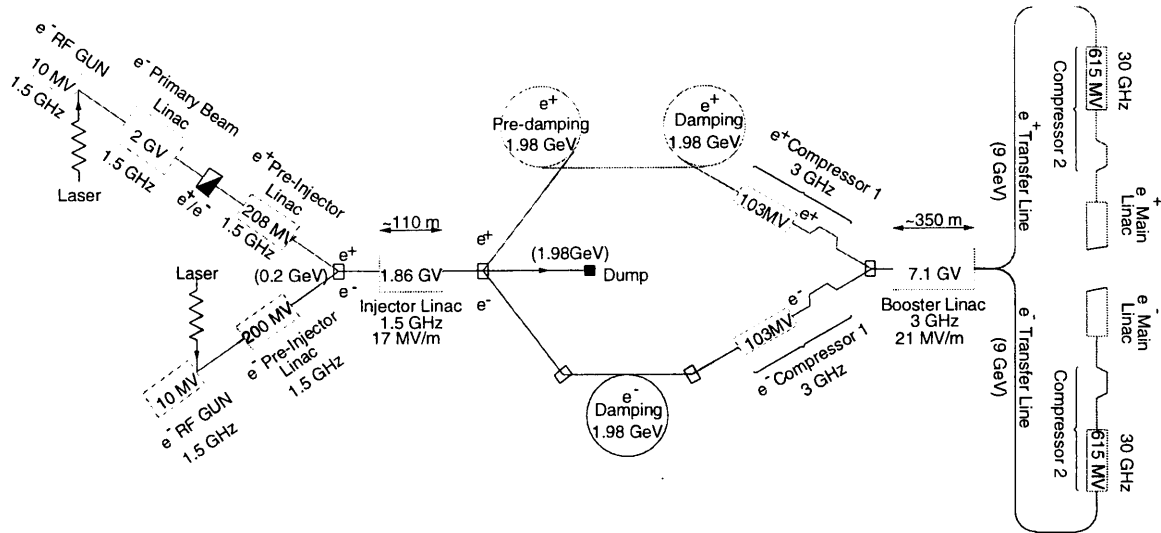 e⁻ RF GUN
10 MV
1.5 GHz
Laser
e⁻ Primary Beam
Linac
2 GV
1.5 GHz
e⁺/e⁻
e⁺Pre-Injector
Linac
208 MV
1.5 GHz
Laser
10 MV
e⁻ RF GUN
1.5 GHz
200 MV
e⁻ Pre-Injector
Linac
1.5 GHz
(0.2 GeV)
e⁺
e⁻
~110 m
1.86 GV
Injector Linac
1.5 GHz
17 MV/m
e⁺
e⁻
(1.98GeV)
Dump
e⁺
Pre-damping
1.98 GeV
e⁺
Damping
1.98 GeV
e⁻
Damping
1.98 GeV
e⁺Compressor 1
3 GHz
103MV
e⁺
e⁻
103MV
e⁻ Compressor 1
3 GHz
~350 m
7.1 GV
Booster Linac
3 GHz
21 MV/m
e⁺ Transfer Line
(9 GeV)
e⁻ Transfer Line
(9 GeV)
30 GHz
615 MV
Compressor 2
e⁺ Main
Linac
e⁻ Main
Linac
Compressor 2
615 MV
30 GHz